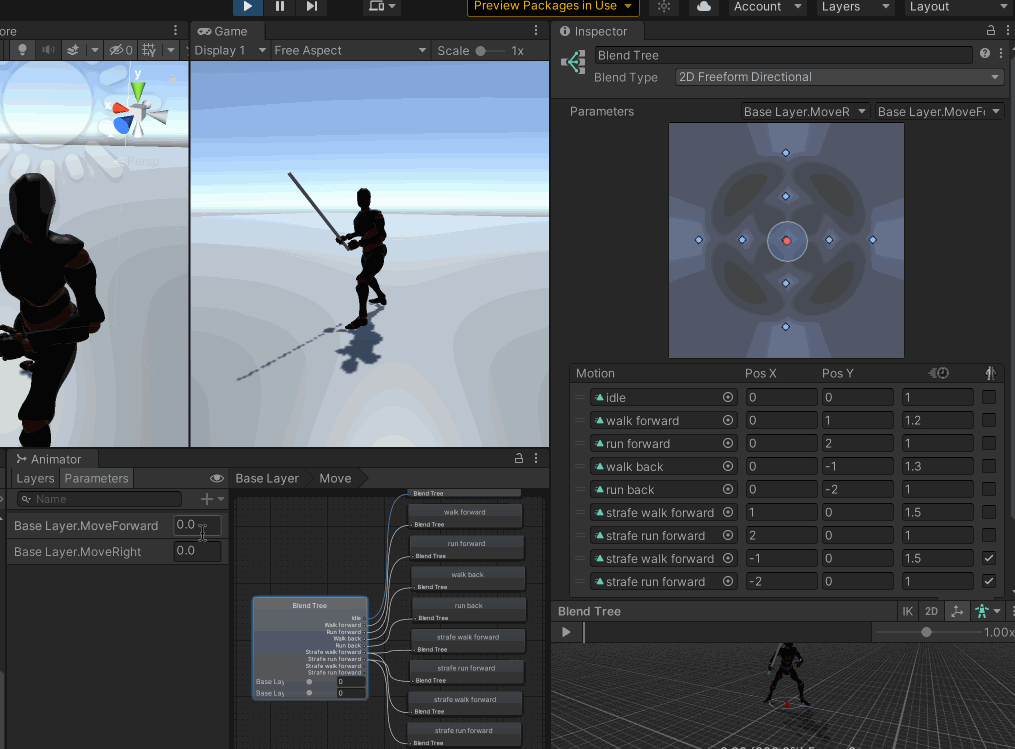 Preview Packages in Use
Account
Layers
Layout
Game
Display 1
Free Aspect
Scale
1x
0
y
x
Persp
Inspector
Blend Tree
Blend Type
2D Freeform Directional
Parameters
Base Layer.MoveR
Base Layer.MoveF
Motion Pos X Pos Y
idle 0 0 1
walk forward 0 1 1.2
run forward 0 2 1
walk back 0 -1 1.3
run back 0 -2 1
strafe walk forward 1 0 1.5
strafe run forward 2 0 1
strafe walk forward -1 0 1.5
strafe run forward -2 0 1
Animator
Layers Parameters
Name
Base Layer.MoveForward 0.0
Base Layer.MoveRight 0.0
Base Layer Move
Blend Tree
walk forward
Blend Tree
run forward
Blend Tree
walk back
Blend Tree
run back
Blend Tree
strafe walk forward
Blend Tree
strafe run forward
Blend Tree
strafe walk forward
Blend Tree
strafe run forward
Blend Tree
Blend Tree
Idle
Walk forward
Run forward
Walk back
Run back
Strafe walk forward
Strafe run forward
Strafe walk forward
Strafe run forward
Base Lay 0
Base Lay 0
Blend Tree
IK 2D
1.00x